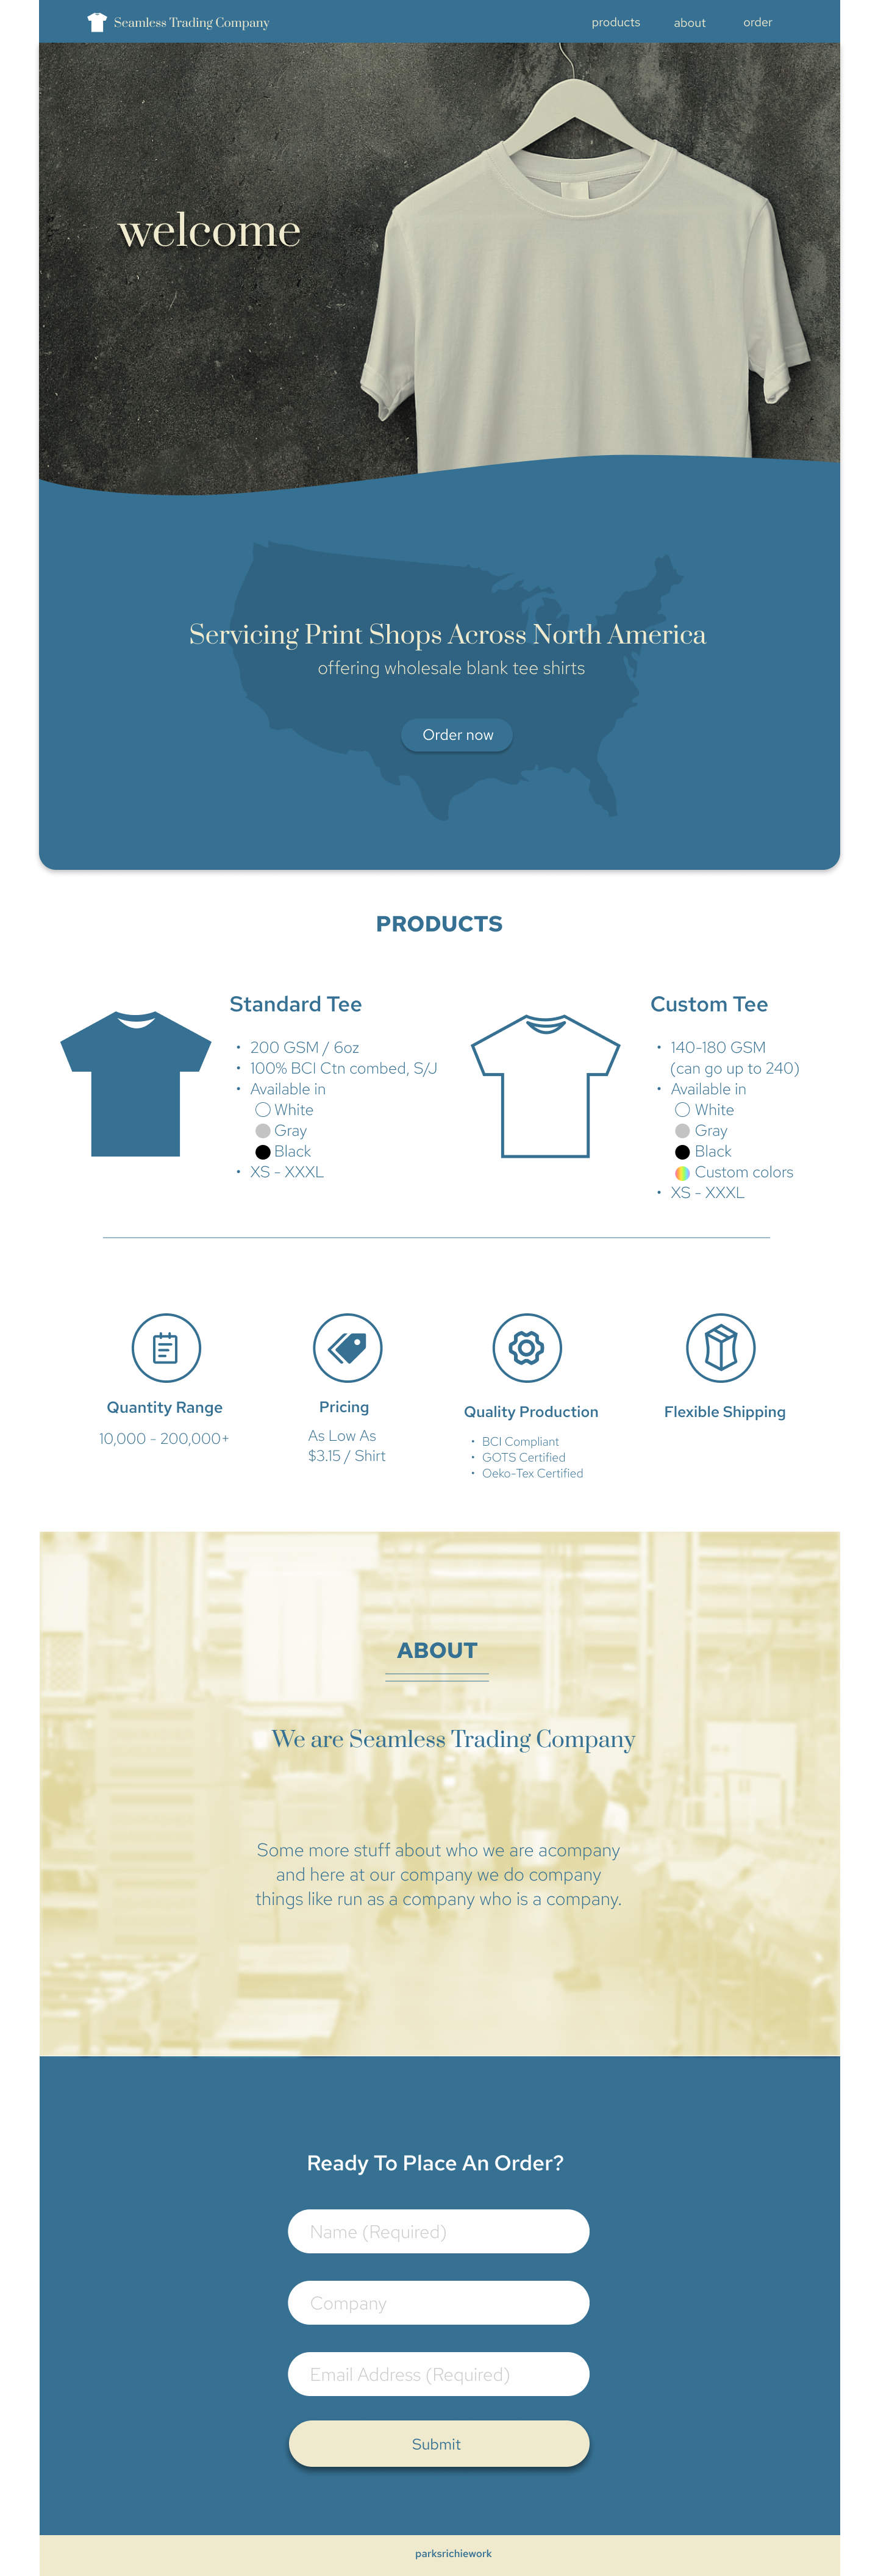 Seamless Trading Company
products about order
welcome
Servicing Print Shops Across North America
offering wholesale blank tee shirts
Order now
PRODUCTS
Standard Tee
• 200 GSM / 6oz
• 100% BCI Ctn combed, S/J
• Available in
White
Gray
Black
• XS - XXXL
Custom Tee
• 140-180 GSM
(can go up to 240)
• Available in
White
Gray
Black
Custom colors
• XS - XXXL
Quantity Range
10,000 - 200,000+
Pricing
As Low As
$3.15 / Shirt
Quality Production
• BCI Compliant
• GOTS Certified
• Oeko-Tex Certified
Flexible Shipping
ABOUT
We are Seamless Trading Company
Some more stuff about who we are acompany
and here at our company we do company
things like run as a company who is a company.
Ready To Place An Order?
Name (Required)
Company
Email Address (Required)
Submit
parksrichiework